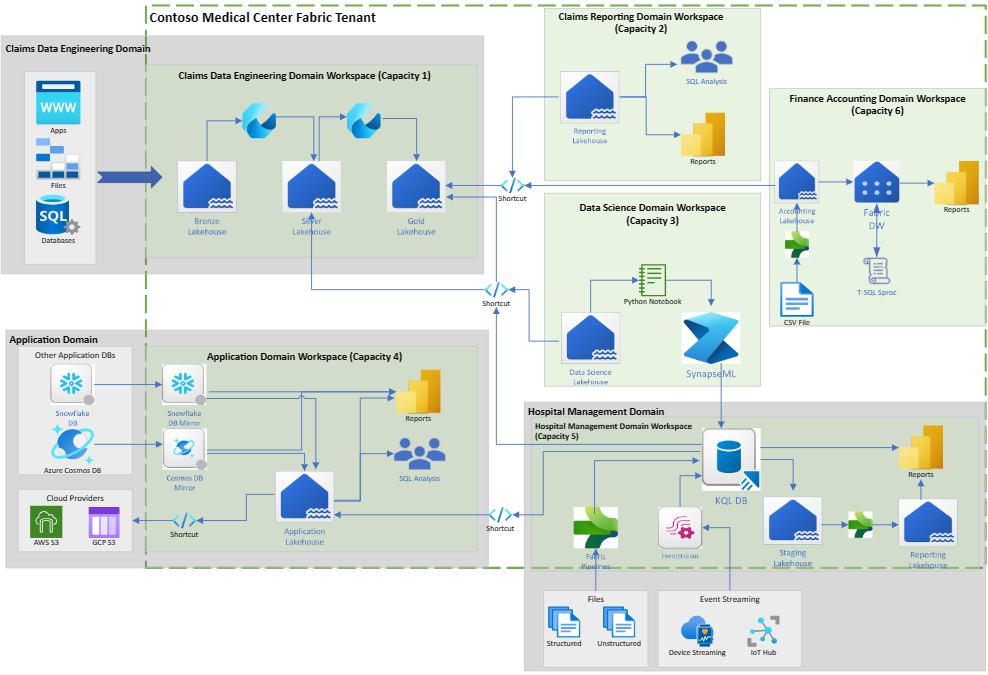 Contoso Medical Center Fabric Tenant
Claims Data Engineering Domain
WWW
Apps
Files
SQL
Databases
Claims Data Engineering Domain Workspace (Capacity 1)
Bronze
Lakehouse
Silver
Lakehouse
Gold
Lakehouse
Claims Reporting Domain Workspace
(Capacity 2)
Reporting
Lakehouse
SQL Analysis
Reports
Shortcut
Finance Accounting Domain Workspace
(Capacity 6)
Accounting
Lakehouse
Fabric
DW
Reports
T-SQL Sproc
CSV File
Data Science Domain Workspace
(Capacity 3)
Python Notebook
Data Science
Lakehouse
SynapseML
Shortcut
Application Domain
Other Application DBs
Snowflake
DB
Azure Cosmos DB
Cloud Providers
AWS S3
GCP S3
Application Domain Workspace (Capacity 4)
Snowflake
DB Mirror
Cosmos DB
Mirror
Shortcut
Application
Lakehouse
Reports
SQL Analysis
Shortcut
Hospital Management Domain
Hospital Management Domain Workspace
(Capacity 5)
KQL DB
Reports
Fabric
Pipelines
Eventstream
Staging
Lakehouse
Reporting
Lakehouse
Files
Structured
Unstructured
Event Streaming
Device Streaming
IoT Hub